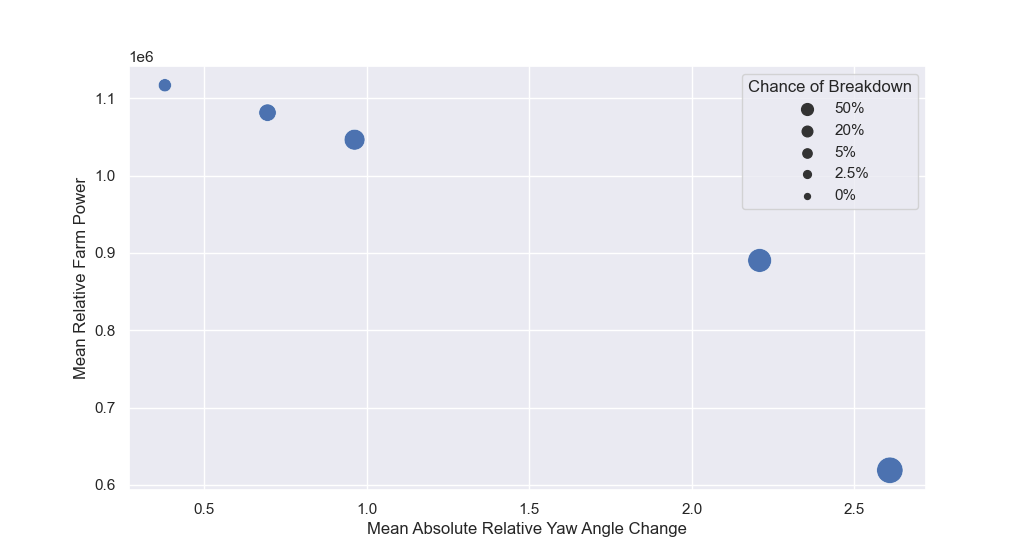 1e6
1.1
1.0
0.9
0.8
0.7
0.6
Mean Relative Farm Power
Chance of Breakdown
50%
20%
5%
2.5%
0%
0.5 1.0 1.5 2.0 2.5
Mean Absolute Relative Yaw Angle Change